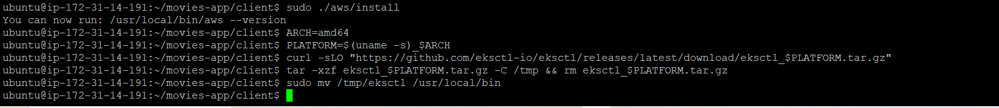 ubuntu@ip-172-31-14-191:~/movies-app/client$ sudo ./aws/install
You can now run: /usr/local/bin/aws --version
ubuntu@ip-172-31-14-191:~/movies-app/client$ ARCH=amd64
ubuntu@ip-172-31-14-191:~/movies-app/client$ PLATFORM=$(uname -s)_$ARCH
ubuntu@ip-172-31-14-191:~/movies-app/client$ curl -sLO "https://github.com/eksctl-io/eksctl/releases/latest/download/eksctl_$PLATFORM.tar.gz"
ubuntu@ip-172-31-14-191:~/movies-app/client$ tar -xzf eksctl_$PLATFORM.tar.gz -C /tmp && rm eksctl_$PLATFORM.tar.gz
ubuntu@ip-172-31-14-191:~/movies-app/client$ sudo mv /tmp/eksctl /usr/local/bin
ubuntu@ip-172-31-14-191:~/movies-app/client$